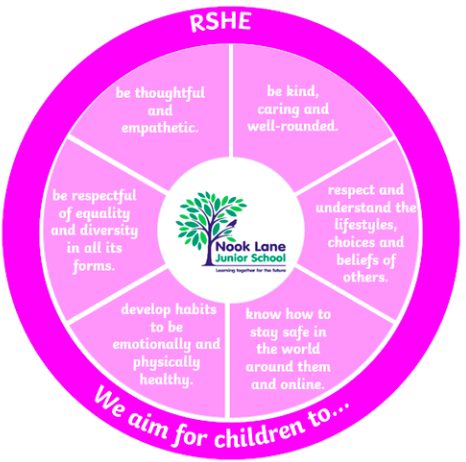 RSHE
be thoughtful
and
empathetic.
be kind,
caring and
well-rounded.
respect and
understand the
lifestyles,
choices and
beliefs of
others.
know how to
stay safe in
the world
around them
and online.
develop habits
to be
emotionally and
physically
healthy.
be respectful
of equality
and diversity
in all its
forms.
Nook Lane
Junior School
Learning together for the future
We aim for children to...